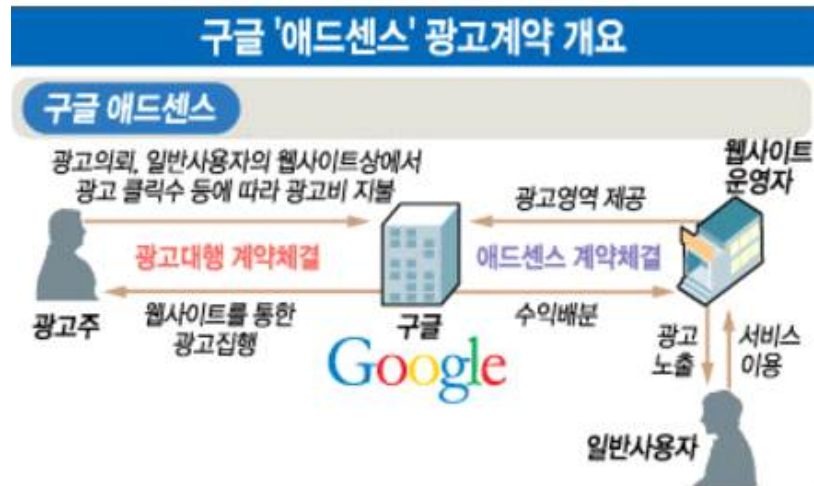 구글 '애드센스' 광고계약 개요
구글 애드센스
광고의뢰, 일반사용자의 웹사이트상에서
광고 클릭수 등에 따라 광고비 지불
웹사이트
운영자
광고영역 제공
광고대행 계약체결
애드센스 계약체결
광고주
웹사이트를 통한
광고집행
구글
수익배분
Google
광고
노출
서비스
이용
일반사용자